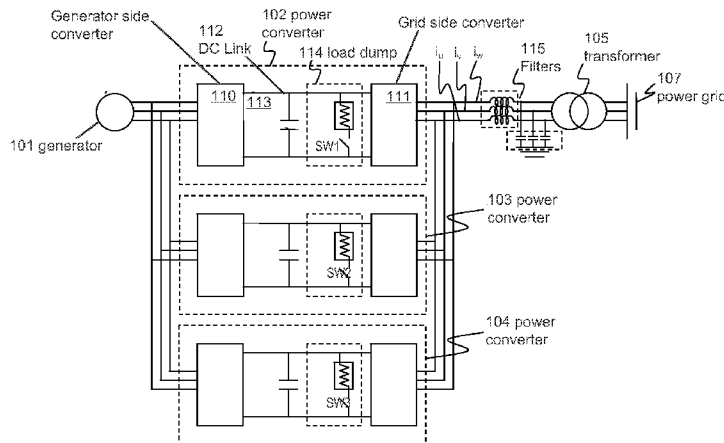 Generator side
converter
112
DC Link
102 power
converter
114 load dump
Grid side converter
iu iv iw
115
Filters
105
transformer
107
power grid
110
113
111
101 generator
SW1
103 power
converter
SW2
104 power
converter
SW3